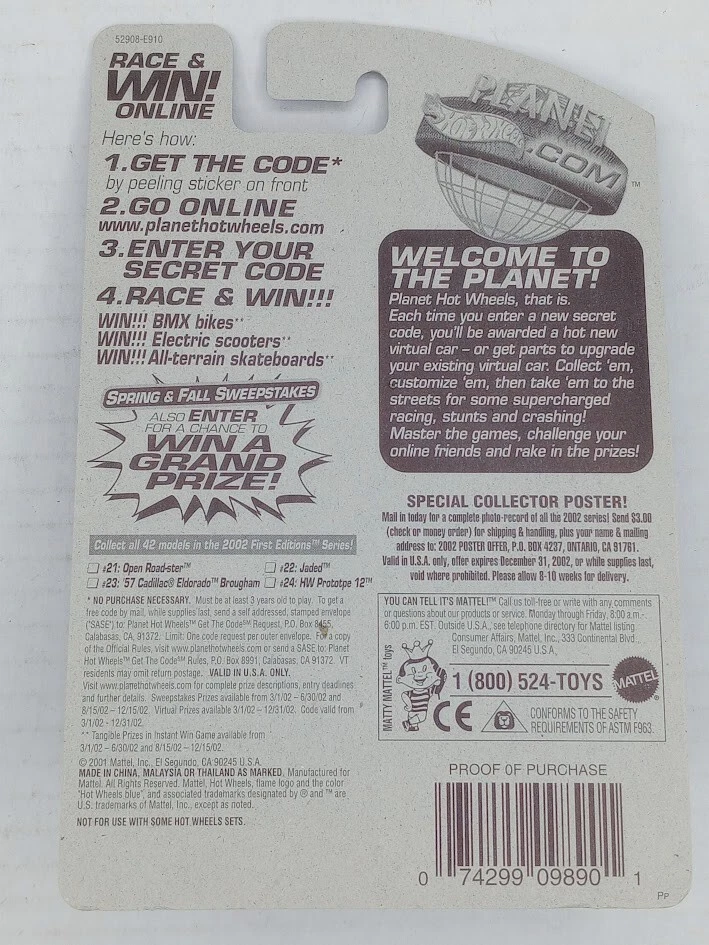 52908-E910
RACE &
WIN!
ONLINE
Here's how:
1.GET THE CODE*
by peeling sticker on front
2.GO ONLINE
www.planethotwheels.com
3.ENTER YOUR
SECRET CODE
4.RACE & WIN!!!
WIN!!! BMX bikes**
WIN!!! Electric scooters**
WIN!!! All-terrain skateboards**
SPRING & FALL SWEEPSTAKES
ALSO ENTER
FOR A CHANCE TO
WIN A
GRAND
PRIZE!
PLANET
HOT WHEELS
.COM
TM
WELCOME TO
THE PLANET!
Planet Hot Wheels, that is.
Each time you enter a new secret
code, you'll be awarded a hot new
virtual car – or get parts to upgrade
your existing virtual car. Collect 'em,
customize 'em, then take 'em to the
streets for some supercharged
racing, stunts and crashing!
Master the games, challenge your
online friends and rake in the prizes!
SPECIAL COLLECTOR POSTER!
Mail in today for a complete photo-record of all the 2002 series! Send $3.00
(check or money order) for shipping & handling, plus your name & mailing
address to: 2002 POSTER OFFER, P.O. BOX 4237, ONTARIO, CA 91761.
Valid in U.S.A. only, offer expires December 31, 2002, or while supplies last,
void where prohibited. Please allow 8-10 weeks for delivery.
Collect all 42 models in the 2002 First Editions™ Series!
#21: Open Road-ster™
#22: Jaded™
#23: '57 Cadillac® Eldorado™ Brougham
#24: HW Prototpe 12™
* NO PURCHASE NECESSARY. Must be at least 3 years old to play. To get a
free code by mail, while supplies last, send a self addressed, stamped envelope
("SASE") to: Planet Hot Wheels™ Get The Code℠ Request, P.O. Box 8455,
Calabasas, CA, 91372. Limit: One code request per outer envelope. For a copy
of the Official Rules, visit www.planethotwheels.com or send a SASE to: Planet
Hot Wheels™ Get The Code℠ Rules, P.O. Box 8991, Calabasas, CA 91372. VT
residents may omit return postage. VALID IN U.S.A. ONLY.
Visit www.planethotwheels.com for complete prize descriptions, entry deadlines
and further details. Sweepstakes Prizes available from 3/1/02 - 6/30/02 and
8/15/02 – 12/15/02. Virtual Prizes available 3/1/02 – 12/31/02. Code valid from
3/1/02 - 12/31/02.
** Tangible Prizes in Instant Win Game available from
3/1/02 – 6/30/02 and 8/15/02 – 12/15/02.
© 2001 Mattel, Inc., El Segundo, CA 90245 U.S.A.
MADE IN CHINA, MALAYSIA OR THAILAND AS MARKED. Manufactured for
Mattel. All Rights Reserved. Mattel, Hot Wheels, flame logo and the color
"Hot Wheels blue", and associated trademarks designated by ® and ™ are
U.S. trademarks of Mattel, Inc., except as noted.
NOT FOR USE WITH SOME HOT WHEELS SETS.
YOU CAN TELL IT'S MATTEL!™ Call us toll-free or write with any comments
or questions about our products or service. Monday through Friday, 8:00 a.m. -
6:00 p.m. EST. Outside U.S.A., see telephone directory for Mattel listing.
Consumer Affairs, Mattel, Inc., 333 Continental Blvd.,
El Segundo, CA 90245 U.S.A.
MATTY MATTEL™ toys
1 (800) 524-TOYS
MATTEL
®
CE
CONFORMS TO THE SAFETY
REQUIREMENTS OF ASTM F963.
PROOF OF PURCHASE
0 74299 09890 1
PP